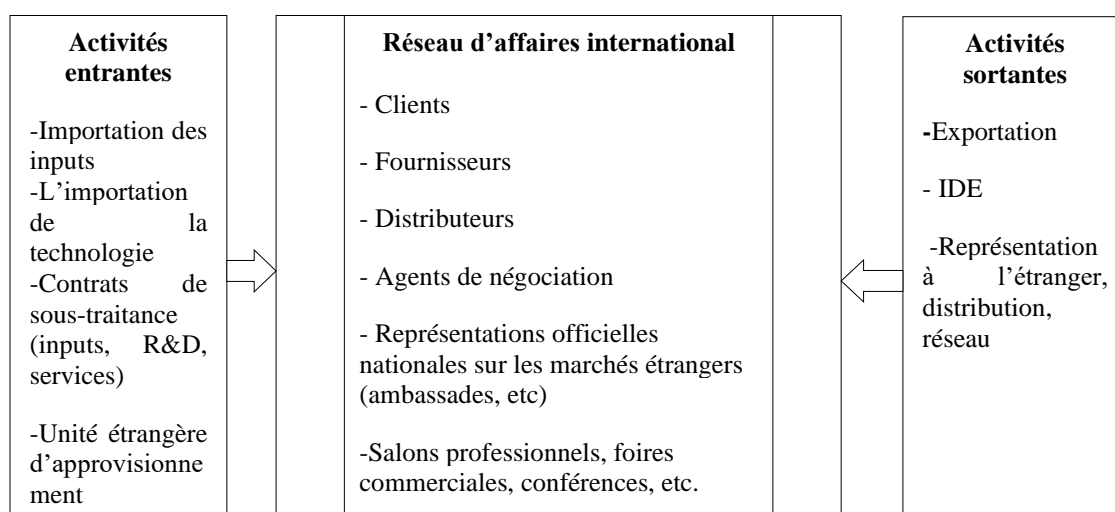 Activités
entrantes
-Importation des
inputs
-L’importation
de la
technologie
-Contrats de
sous-traitance
(inputs, R&D,
services)
-Unité étrangère
d’approvisionne
ment
Réseau d’affaires international
- Clients
- Fournisseurs
- Distributeurs
- Agents de négociation
- Représentations officielles
nationales sur les marchés étrangers
(ambassades, etc)
-Salons professionnels, foires
commerciales, conférences, etc.
Activités
sortantes
-Exportation
- IDE
-Représentation
à l’étranger,
distribution,
réseau